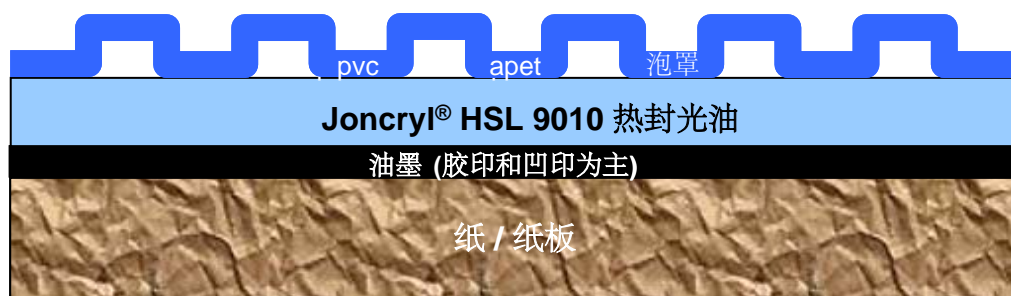 pvc apet 泡罩
Joncryl® HSL 9010 热封光油
油墨 (胶印和凹印为主)
纸 / 纸板